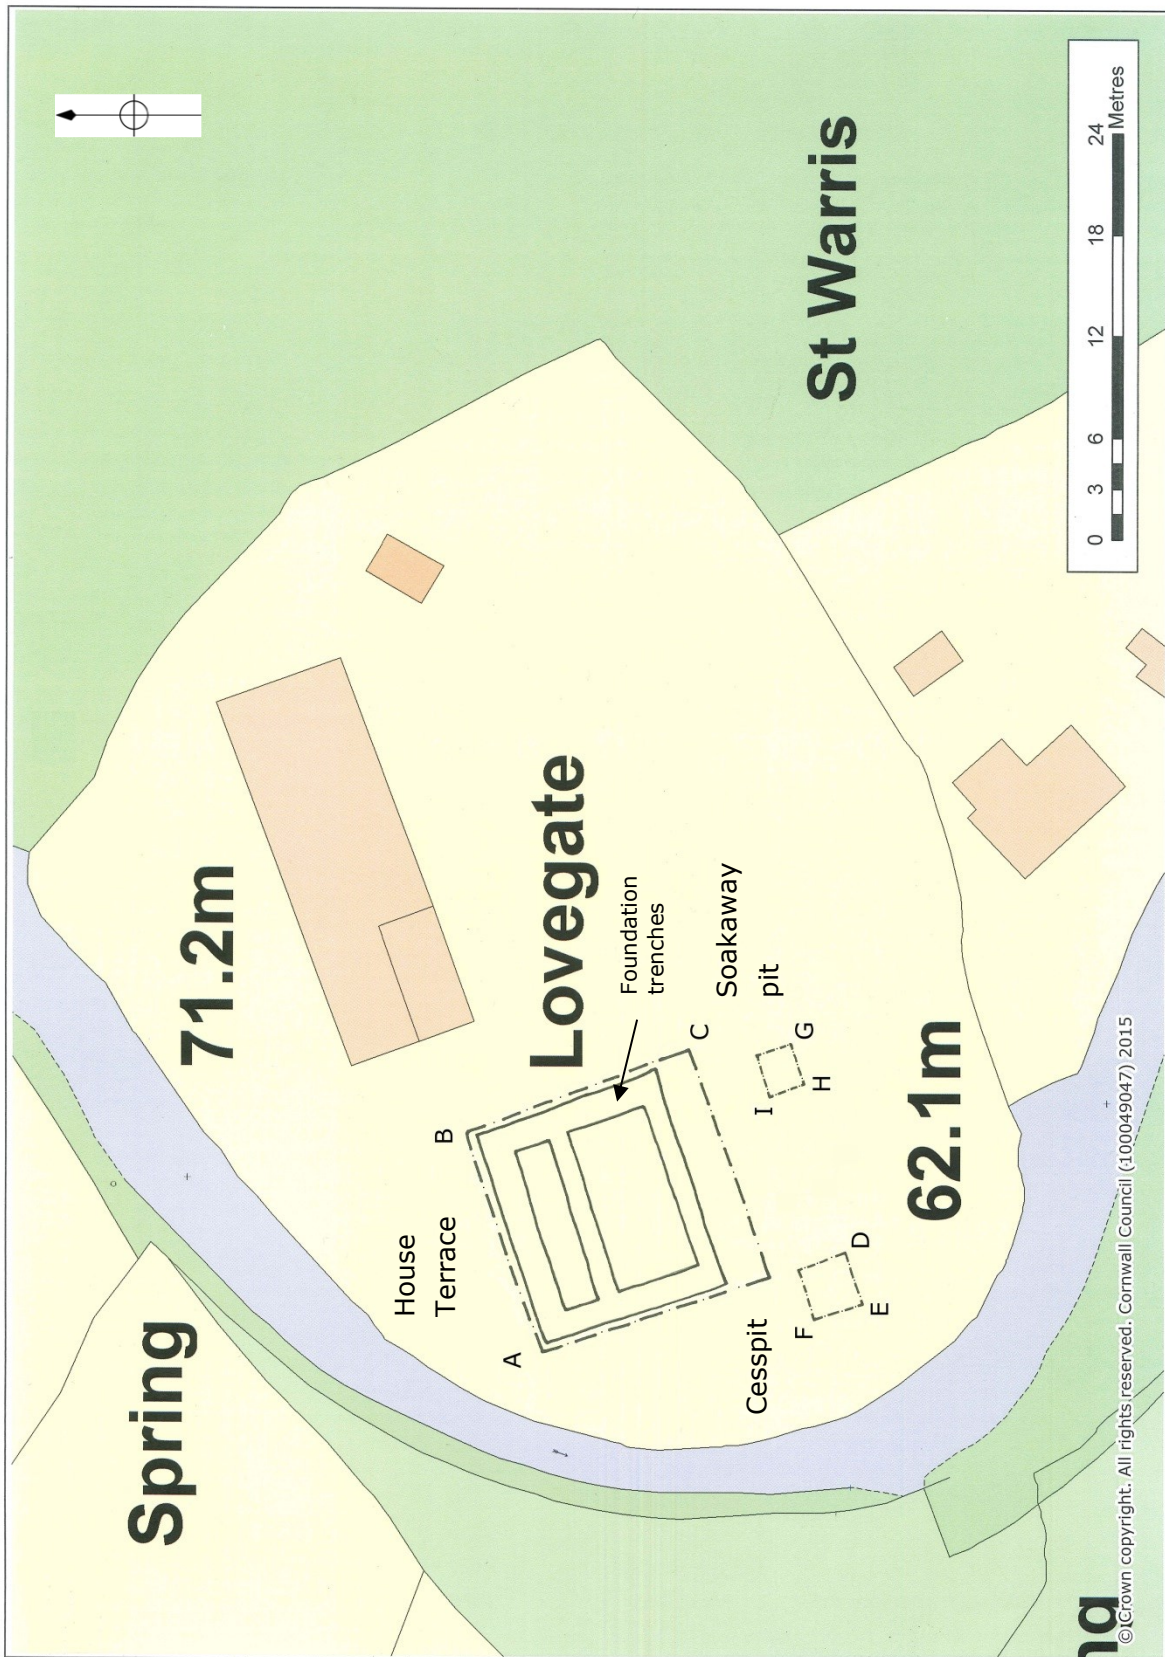 Spring
71.2m
St Warris
House
Terrace
A
B
Lovegate
Foundation
trenches
C
Soakaway
pit
Cesspit
F
D
E
I
G
H
62.1m
0 3 6 12 18 24
Metres
©Crown copyright. All rights reserved. Cornwall Council (100049047) 2015